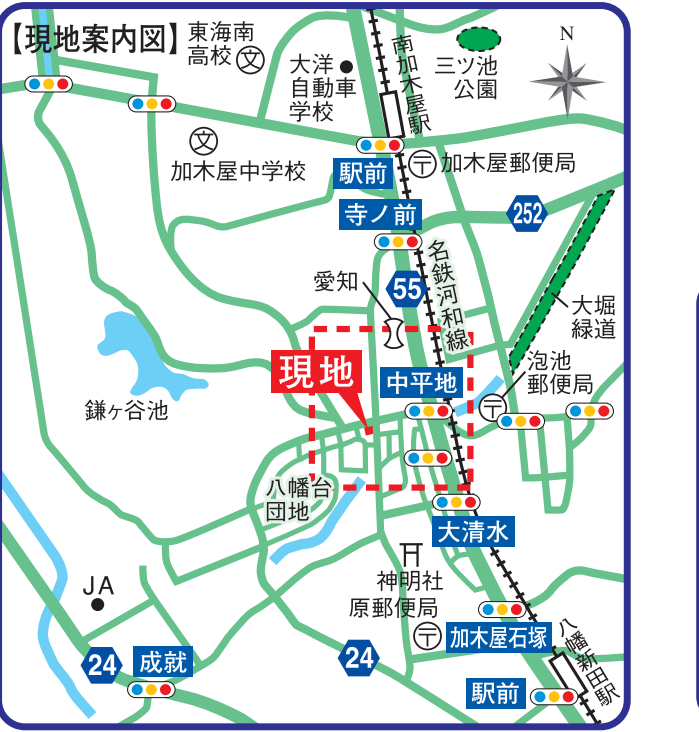 【現地案内図】
東海南
高校
文
大洋
自動車
学校
南加木屋駅
三ツ池
公園
N
文
加木屋中学校
駅前
〒
加木屋郵便局
寺ノ前
252
名鉄河和線
愛知
55
大堀
緑道
現地
中平地
泡池
郵便局
〒
鎌ヶ谷池
八幡台
団地
大清水
神明社
JA
原郵便局
〒
加木屋石塚
八幡新田駅
24
成就
24
駅前